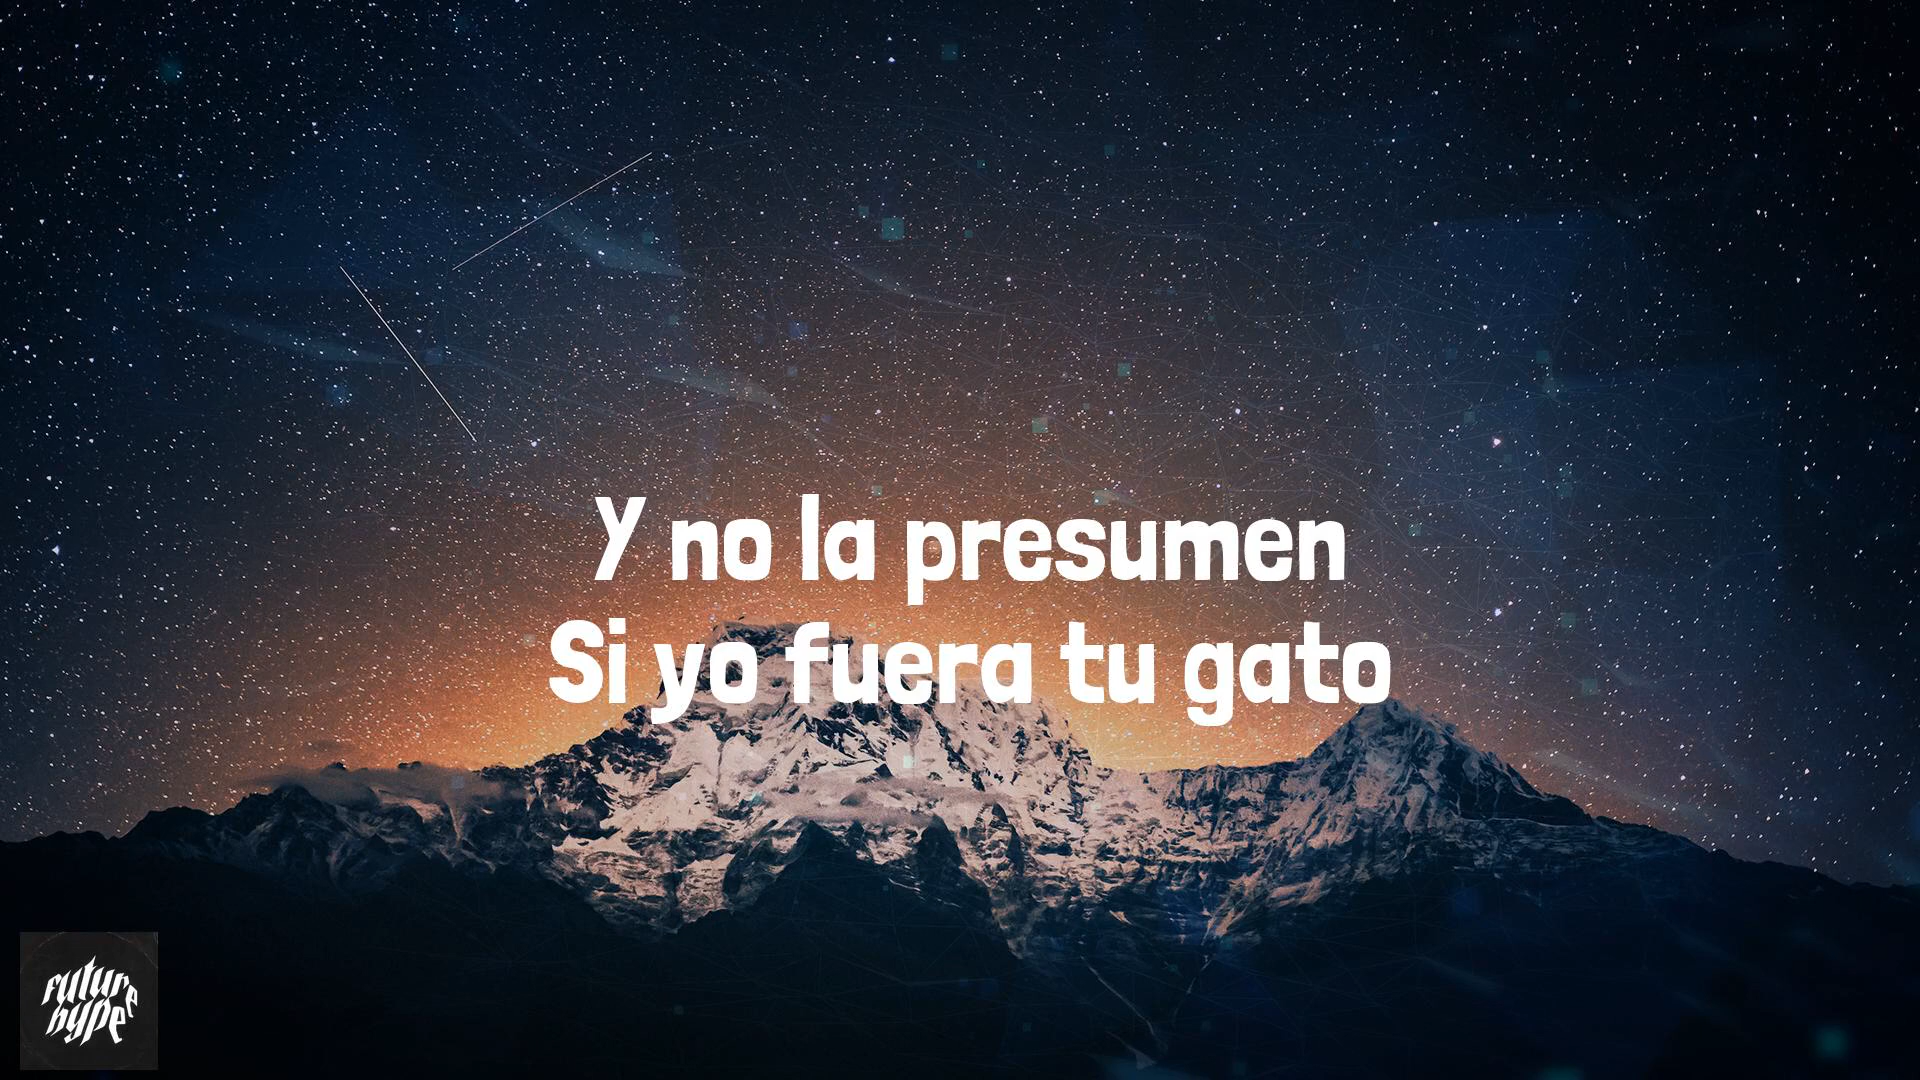 Y no la presumen
Si yo fuera tu gato
future
hype